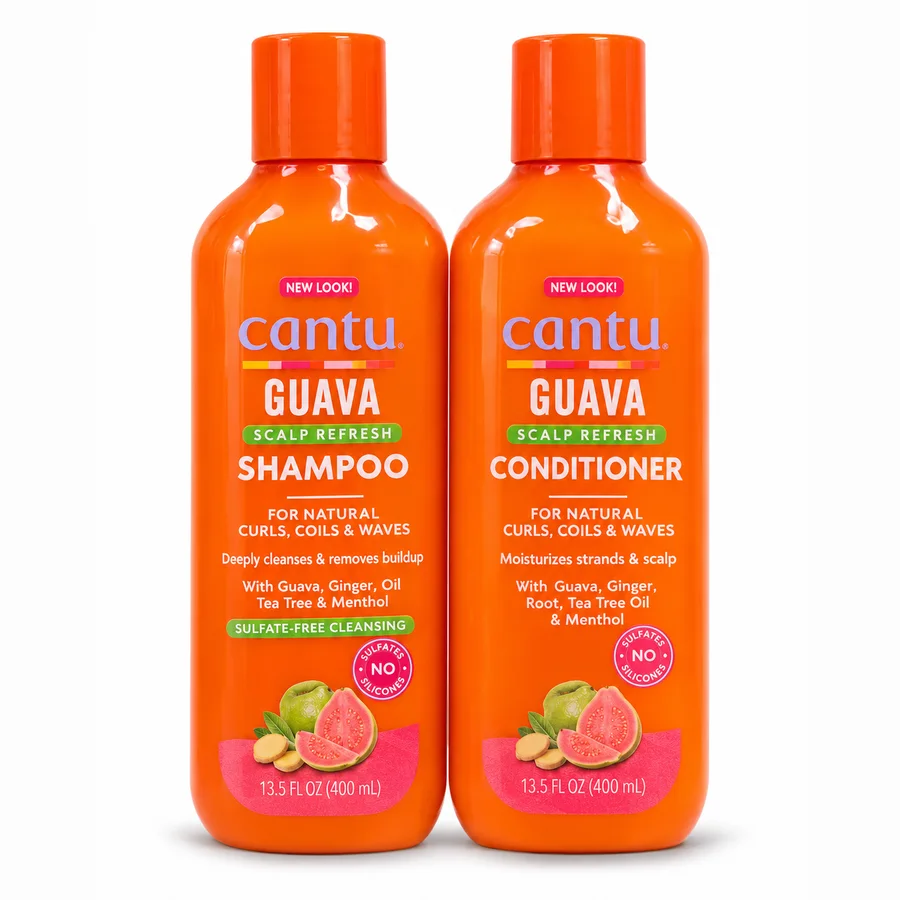 NEW LOOK!
cantu®
GUAVA
SCALP REFRESH
SHAMPOO
FOR NATURAL
CURLS, COILS & WAVES
Deeply cleanses & removes buildup
With Guava, Ginger, Oil
Tea Tree & Menthol
SULFATE-FREE CLEANSING
SULFATES
NO
SILICONES
13.5 FL OZ (400 mL)
NEW LOOK!
cantu®
GUAVA
SCALP REFRESH
CONDITIONER
FOR NATURAL
CURLS, COILS & WAVES
Moisturizes strands & scalp
With Guava, Ginger,
Root, Tea Tree Oil
& Menthol
SULFATES
NO
SILICONES
13.5 FL OZ (400 mL)